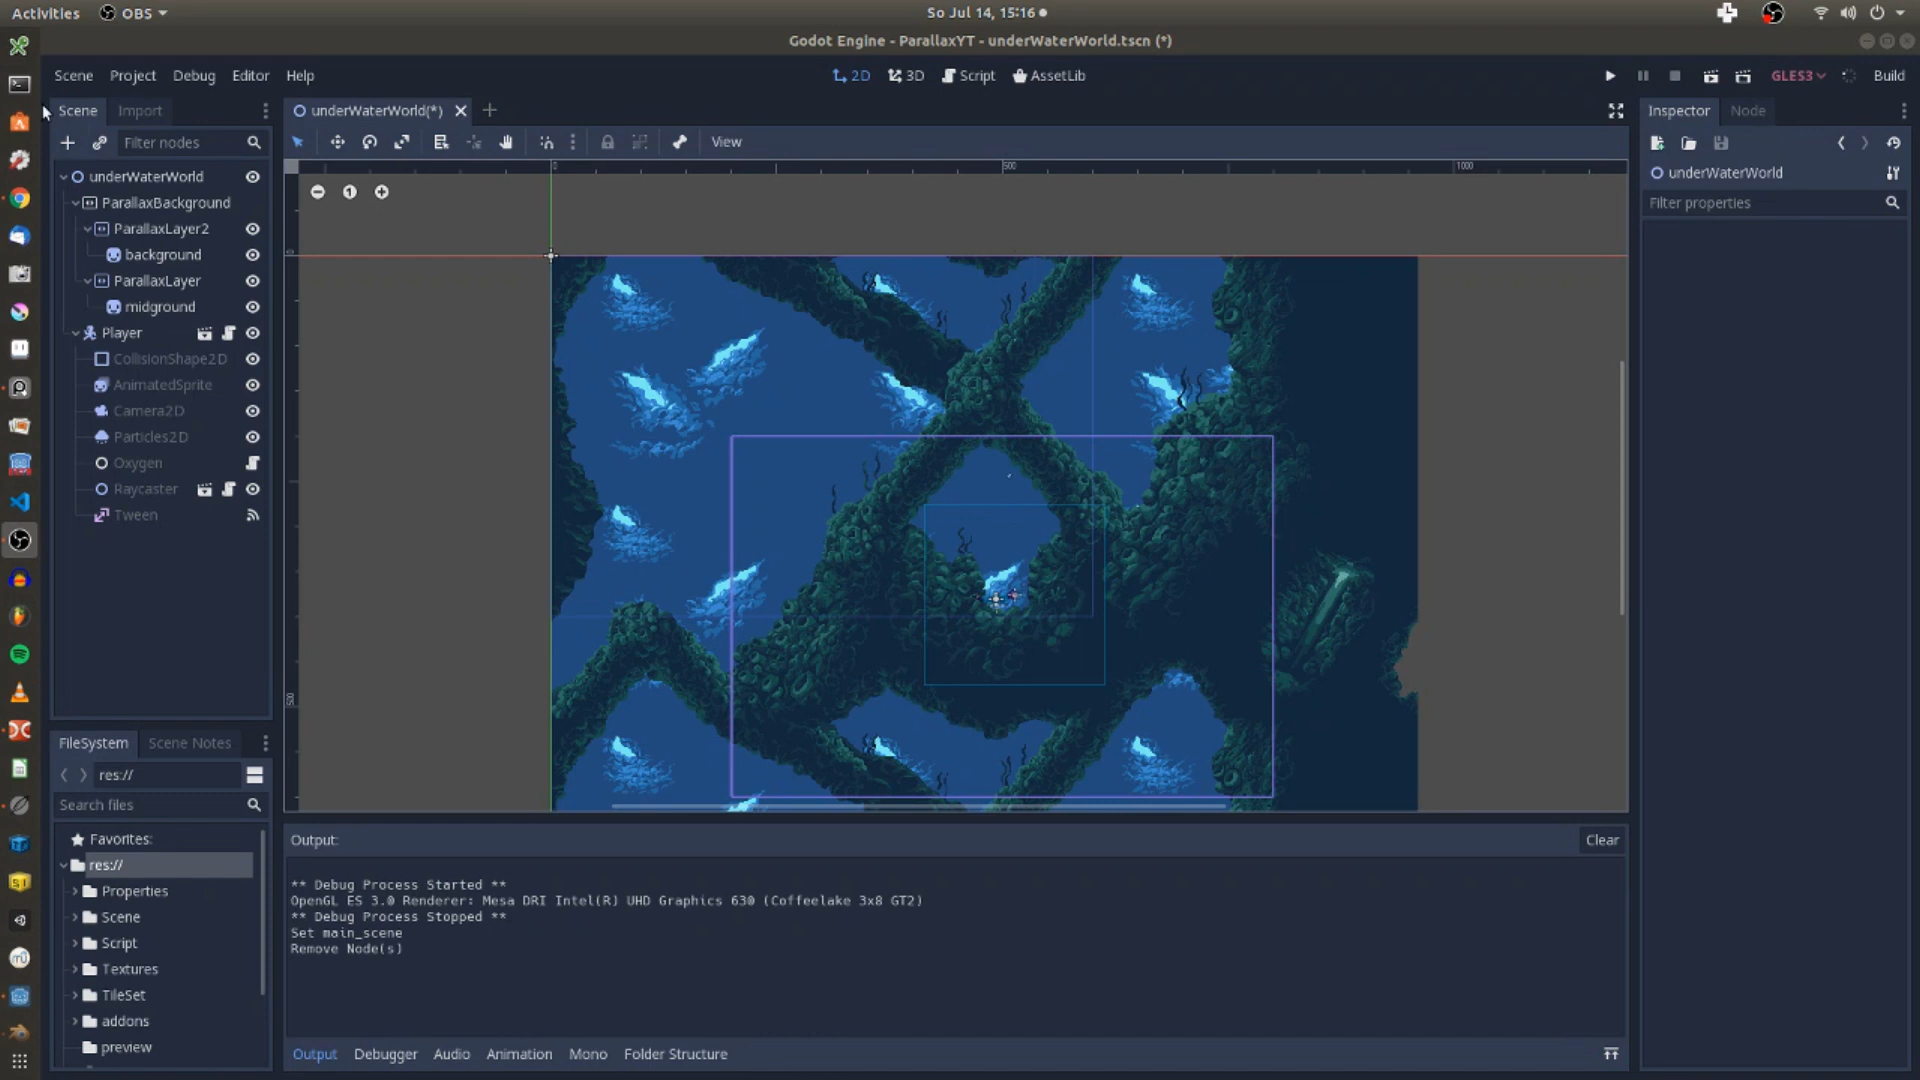 Activities
OBS
So Jul 14, 15:16
Godot Engine - ParallaxYT - underWaterWorld.tscn (*)
Scene Project Debug Editor Help
2D 3D Script AssetLib
GLES3 Build
Scene Import
underWaterWorld(*)
Inspector Node
Filter nodes
View
underWaterWorld
Filter properties
0 500 1000
underWaterWorld
ParallaxBackground
ParallaxLayer2
background
ParallaxLayer
midground
Player
CollisionShape2D
AnimatedSprite
Camera2D
Particles2D
Oxygen
Raycaster
Tween
0
500
FileSystem Scene Notes
res://
Search files
Favorites:
res://
Properties
Scene
Script
Textures
TileSet
addons
preview
Output:
Clear
** Debug Process Started **
OpenGL ES 3.0 Renderer: Mesa DRI Intel(R) UHD Graphics 630 (Coffeelake 3x8 GT2)
** Debug Process Stopped **
Set main_scene
Remove Node(s)
Output Debugger Audio Animation Mono Folder Structure